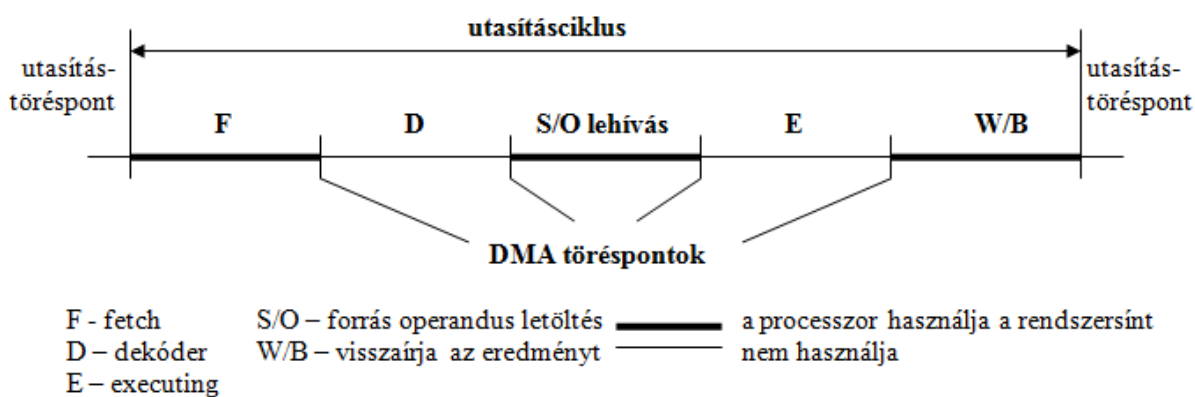 utasításciklus
utasítás-
töréspont
utasítás-
töréspont
F D S/O lehívás E W/B
DMA töréspontok
F - fetch S/O – forrás operandus letöltés a processzor használja a rendszersínt
D – dekóder W/B – visszaírja az eredményt nem használja
E – executing